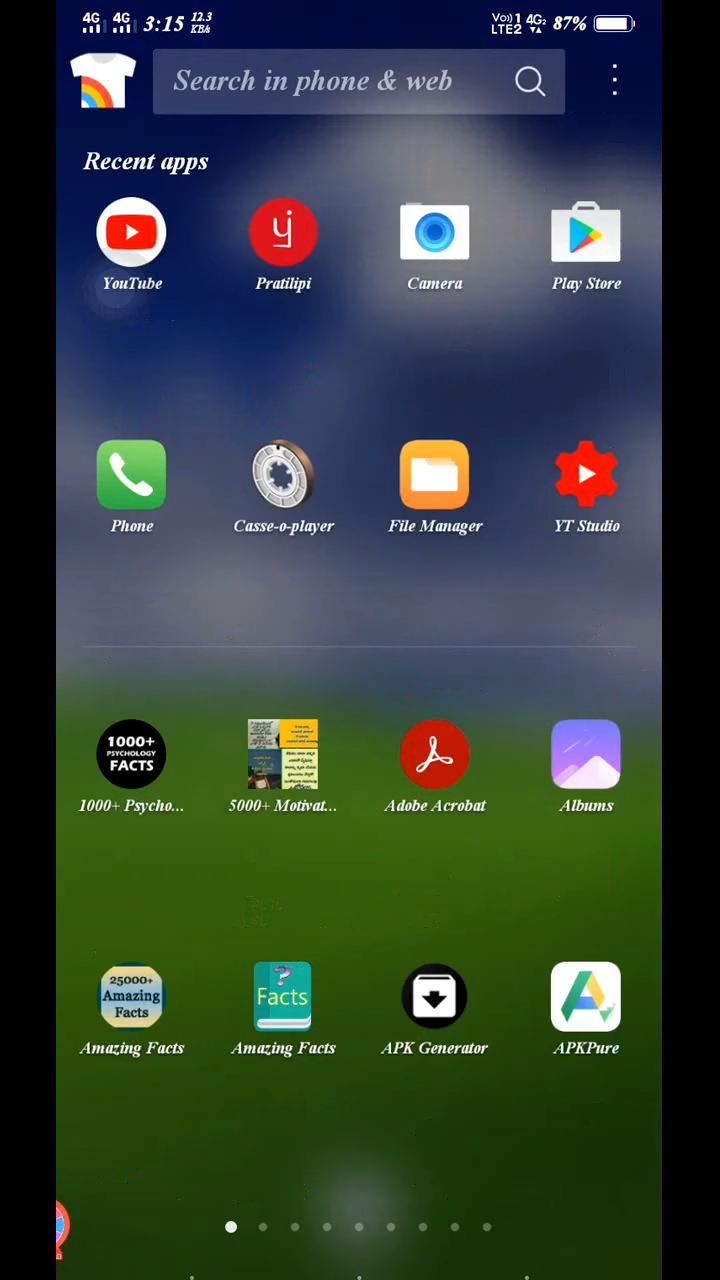 4G 4G 3:15 12.3 KB/s Vo)) 1 LTE2 4G2 87%
Search in phone & web
Recent apps
YouTube Pratilipi Camera Play Store
Phone Casse-o-player File Manager YT Studio
1000+
PSYCHOLOGY
FACTS
1000+ Psycho... 5000+ Motivat... Adobe Acrobat Albums
25000+
Amazing
Facts
Facts
Amazing Facts Amazing Facts APK Generator APKPure